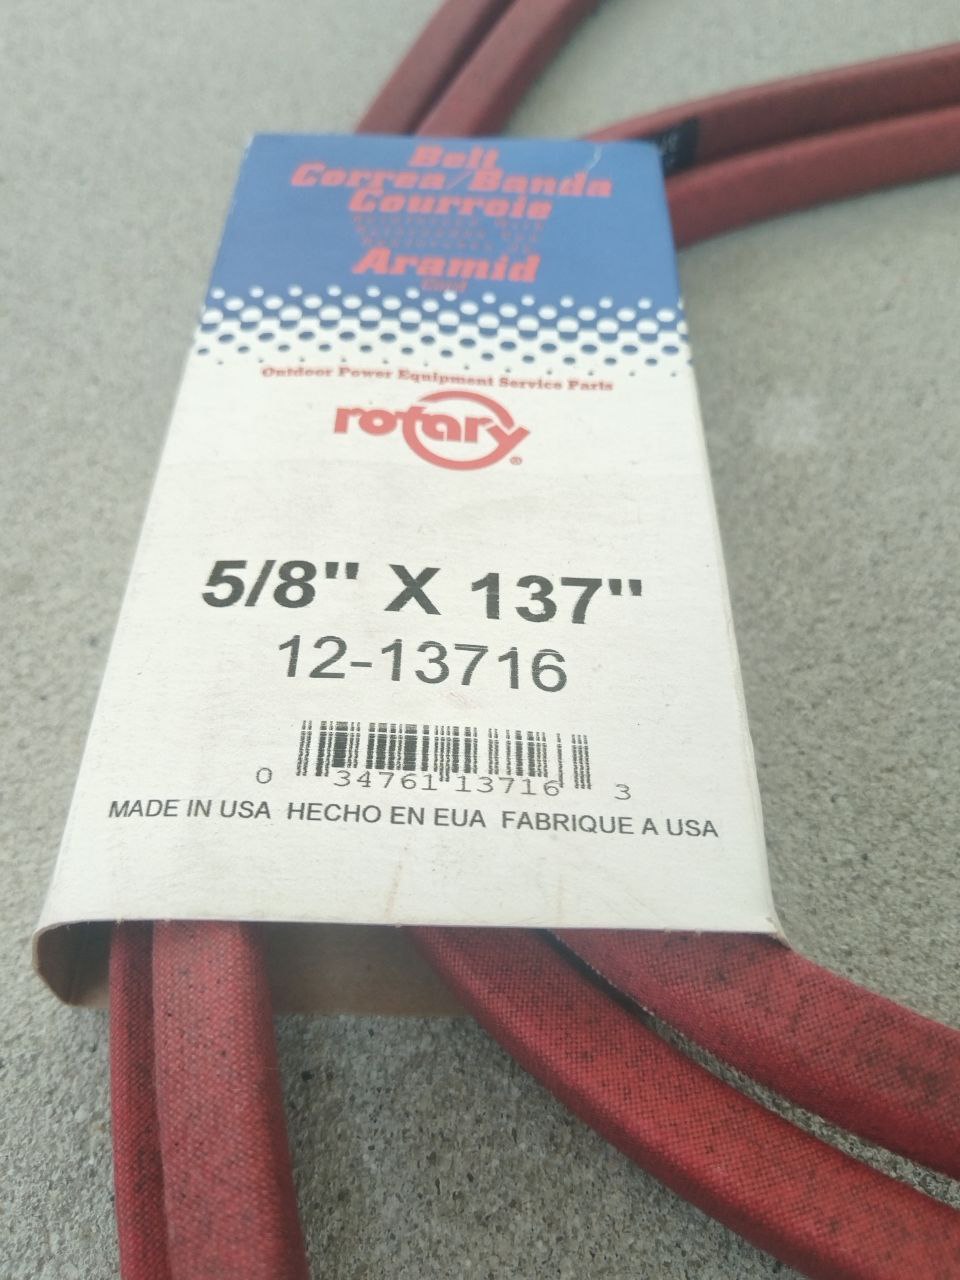 Belt
Correa/Banda
Courroie
Aramid
Cord
Outdoor Power Equipment Service Parts
rotary®
5/8" X 137"
12-13716
0 34761 13716 3
MADE IN USA HECHO EN EUA FABRIQUE A USA